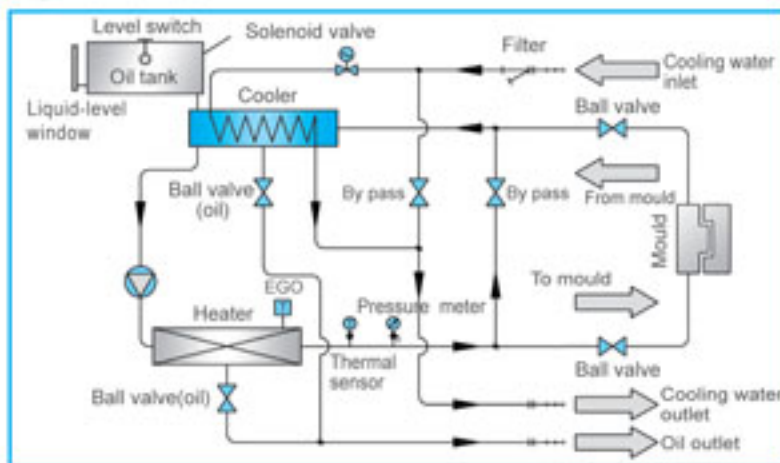 Level switch
Solenoid valve
Filter
Cooling water
inlet
Oil tank
Liquid-level
window
Cooler
Ball valve
Ball valve
(oil)
By pass
By pass
From mould
Mould
To mould
EGO
Heater
Pressure meter
Thermal
sensor
Ball valve
Ball valve(oil)
Cooling water
outlet
Oil outlet